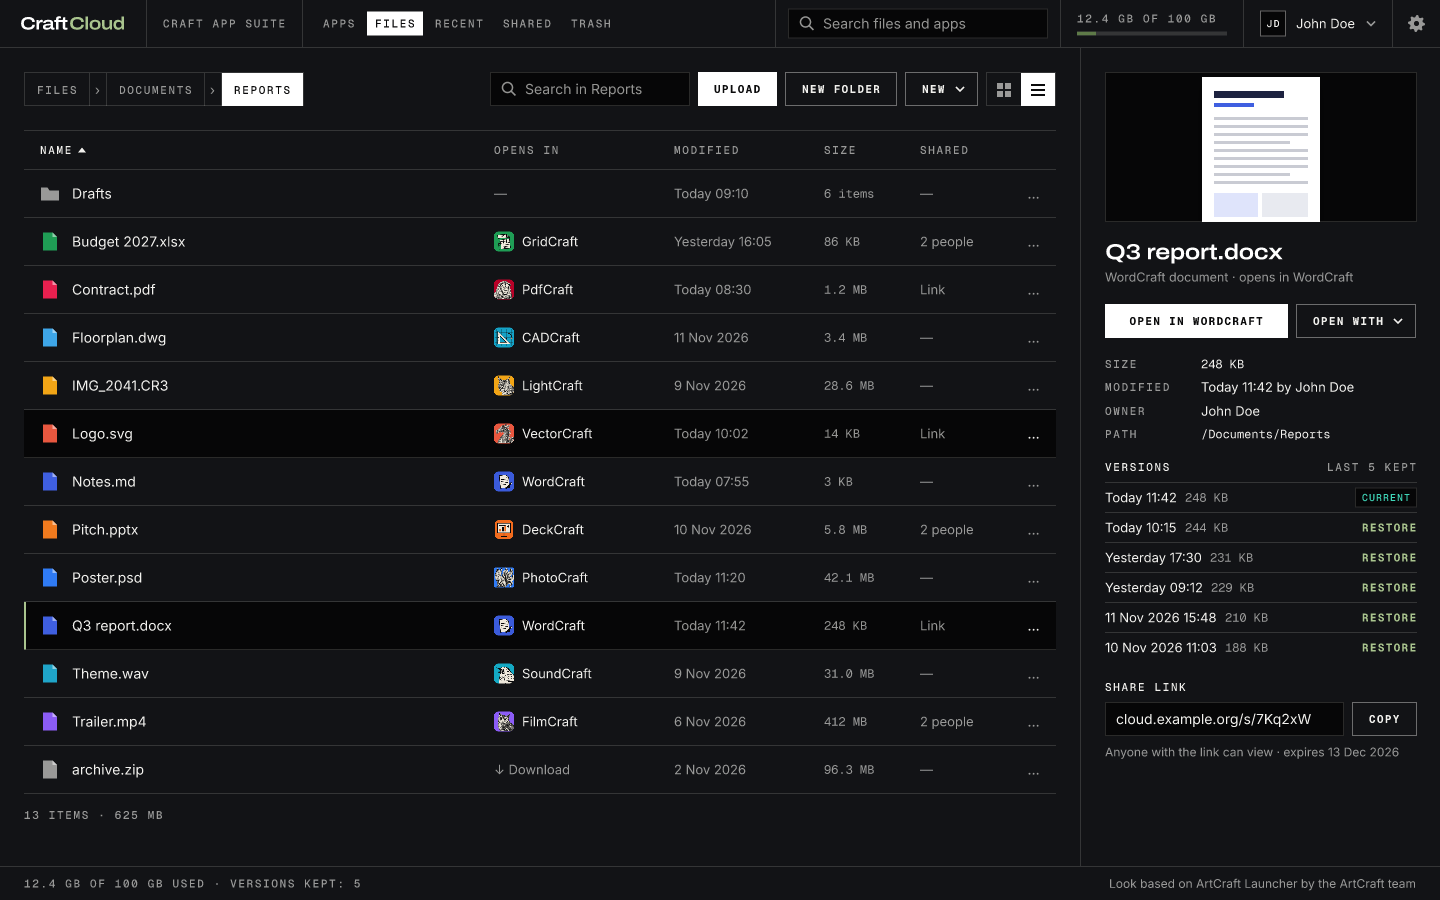 CraftCloud
CRAFT APP SUITE
APPS FILES RECENT SHARED TRASH
Search files and apps
12.4 GB OF 100 GB
JD John Doe
FILES › DOCUMENTS › REPORTS
Search in Reports
UPLOAD
NEW FOLDER
NEW
NAME OPENS IN MODIFIED SIZE SHARED
Drafts — Today 09:10 6 items — ...
Budget 2027.xlsx GridCraft Yesterday 16:05 86 KB 2 people ...
Contract.pdf PdfCraft Today 08:30 1.2 MB Link ...
Floorplan.dwg CADCraft 11 Nov 2026 3.4 MB — ...
IMG_2041.CR3 LightCraft 9 Nov 2026 28.6 MB — ...
Logo.svg VectorCraft Today 10:02 14 KB Link ...
Notes.md WordCraft Today 07:55 3 KB — ...
Pitch.pptx DeckCraft 10 Nov 2026 5.8 MB 2 people ...
Poster.psd PhotoCraft Today 11:20 42.1 MB — ...
Q3 report.docx WordCraft Today 11:42 248 KB Link ...
Theme.wav SoundCraft 9 Nov 2026 31.0 MB — ...
Trailer.mp4 FilmCraft 6 Nov 2026 412 MB 2 people ...
archive.zip ↓ Download 2 Nov 2026 96.3 MB — ...
13 ITEMS · 625 MB
Q3 report.docx
WordCraft document · opens in WordCraft
OPEN IN WORDCRAFT
OPEN WITH
SIZE 248 KB
MODIFIED Today 11:42 by John Doe
OWNER John Doe
PATH /Documents/Reports
VERSIONS LAST 5 KEPT
Today 11:42 248 KB CURRENT
Today 10:15 244 KB RESTORE
Yesterday 17:30 231 KB RESTORE
Yesterday 09:12 229 KB RESTORE
11 Nov 2026 15:48 210 KB RESTORE
10 Nov 2026 11:03 188 KB RESTORE
SHARE LINK
cloud.example.org/s/7Kq2xW COPY
Anyone with the link can view · expires 13 Dec 2026
12.4 GB OF 100 GB USED · VERSIONS KEPT: 5
Look based on ArtCraft Launcher by the ArtCraft team